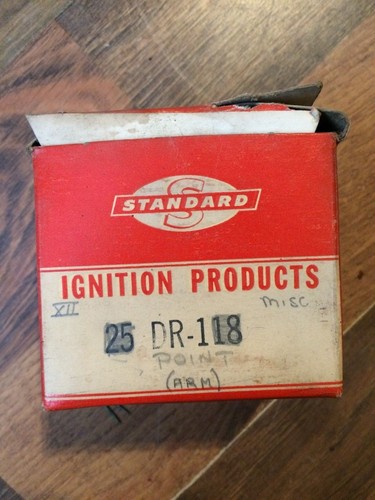 STANDARD
IGNITION PRODUCTS
XII
MISC
25 DR-118
POINT
(ARM)